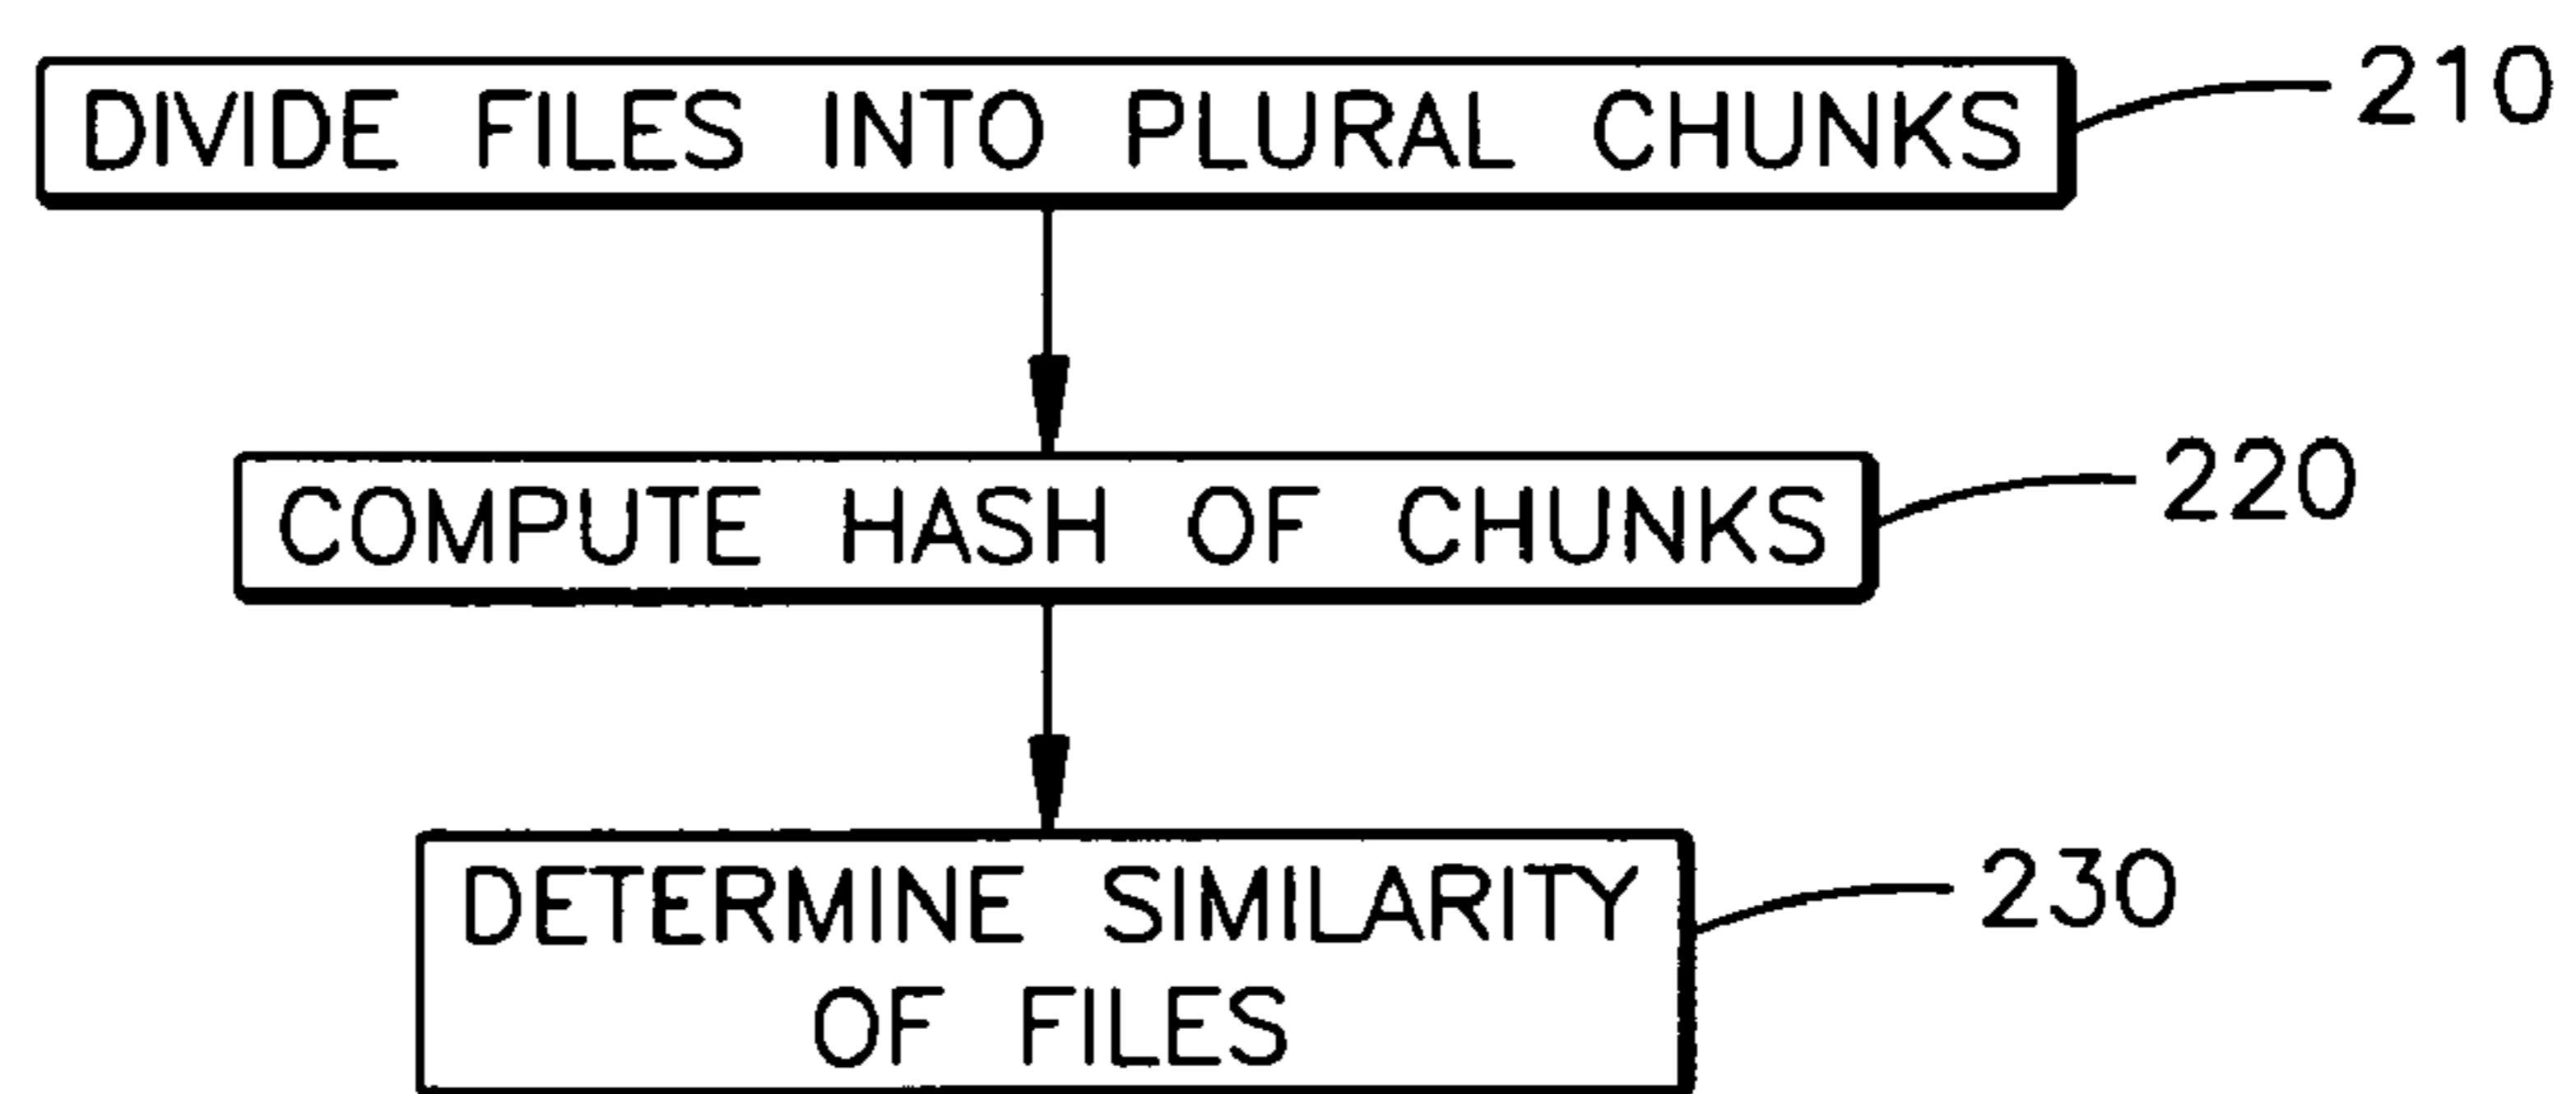 DIVIDE FILES INTO PLURAL CHUNKS
210
COMPUTE HASH OF CHUNKS
220
DETERMINE SIMILARITY
OF FILES
230